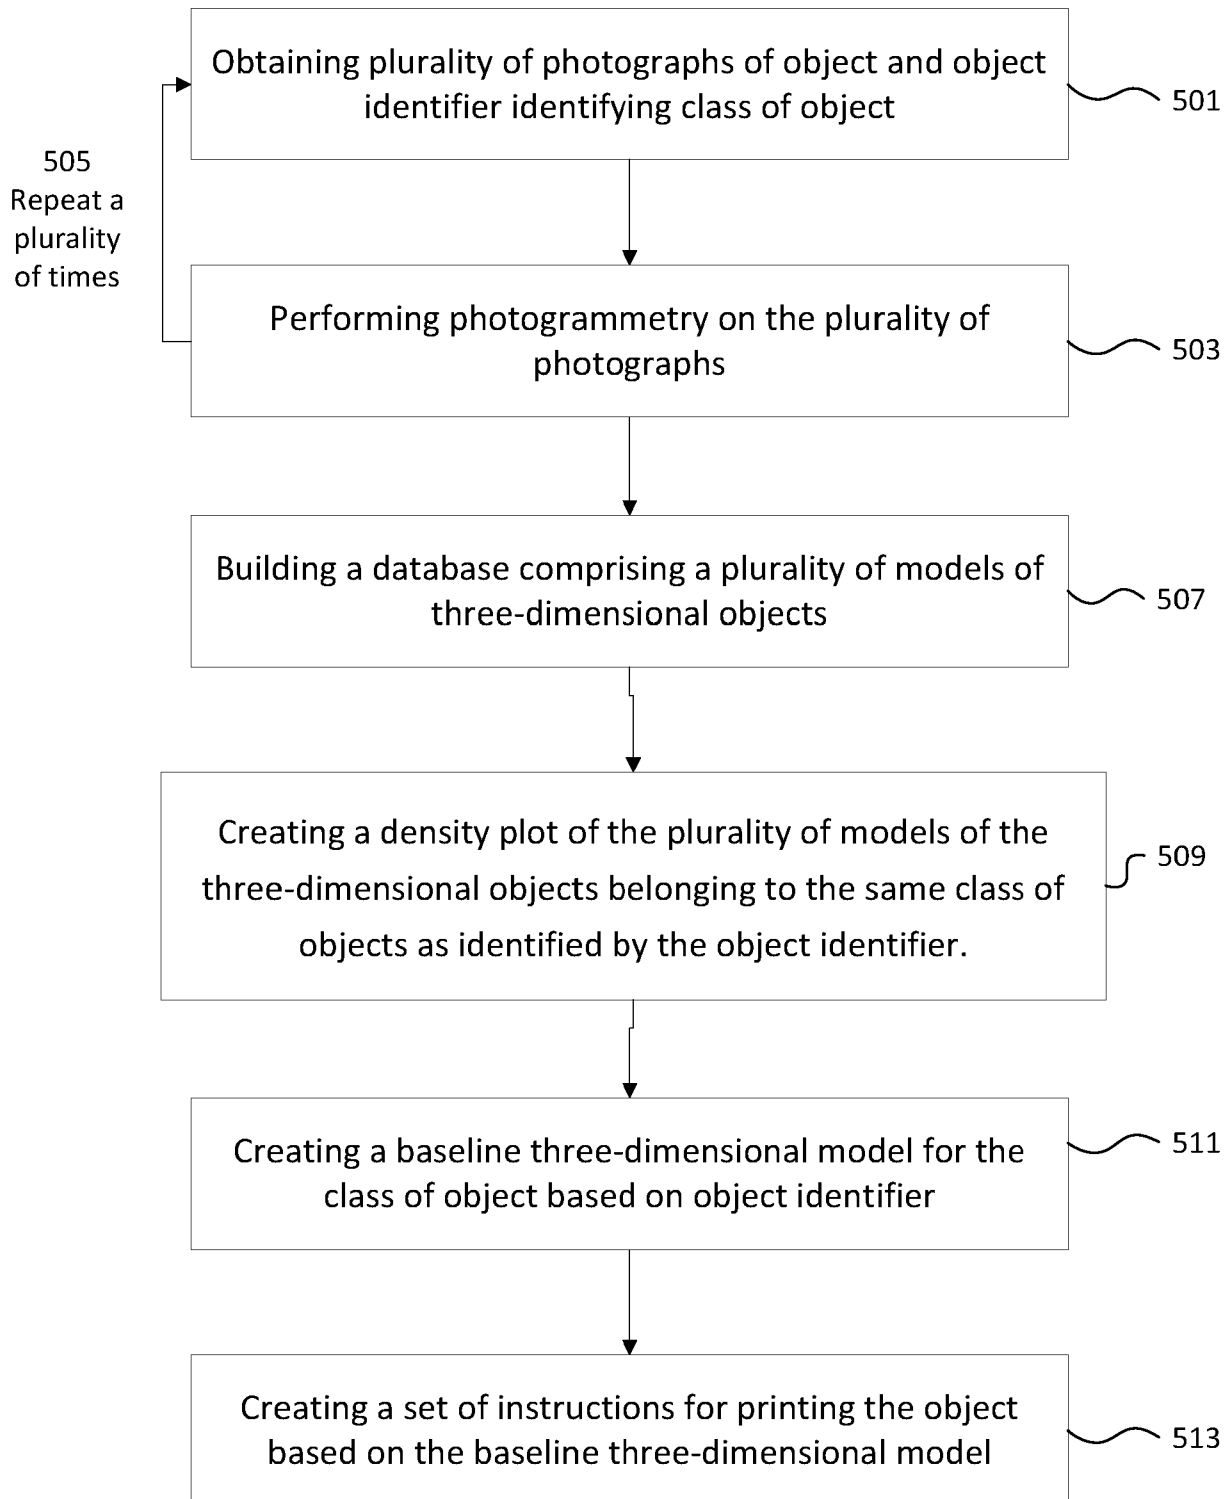 Obtaining plurality of photographs of object and object
identifier identifying class of object
501
505
Repeat a
plurality
of times
Performing photogrammetry on the plurality of
photographs
503
Building a database comprising a plurality of models of
three-dimensional objects
507
Creating a density plot of the plurality of models of the
three-dimensional objects belonging to the same class of
objects as identified by the object identifier.
509
Creating a baseline three-dimensional model for the
class of object based on object identifier
511
Creating a set of instructions for printing the object
based on the baseline three-dimensional model
513